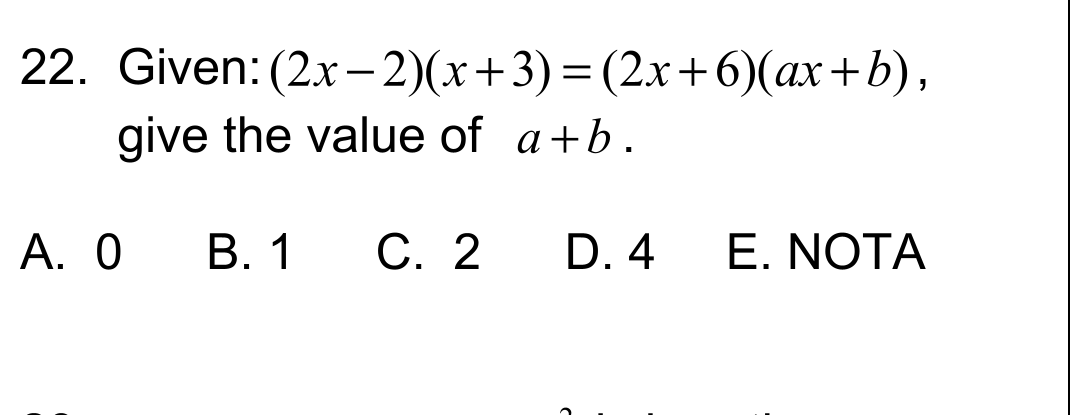 22. Given: (2x−2)(x+3)=(2x+6)(ax+b),
give the value of a+b.
A. 0 B. 1 C. 2 D. 4 E. NOTA